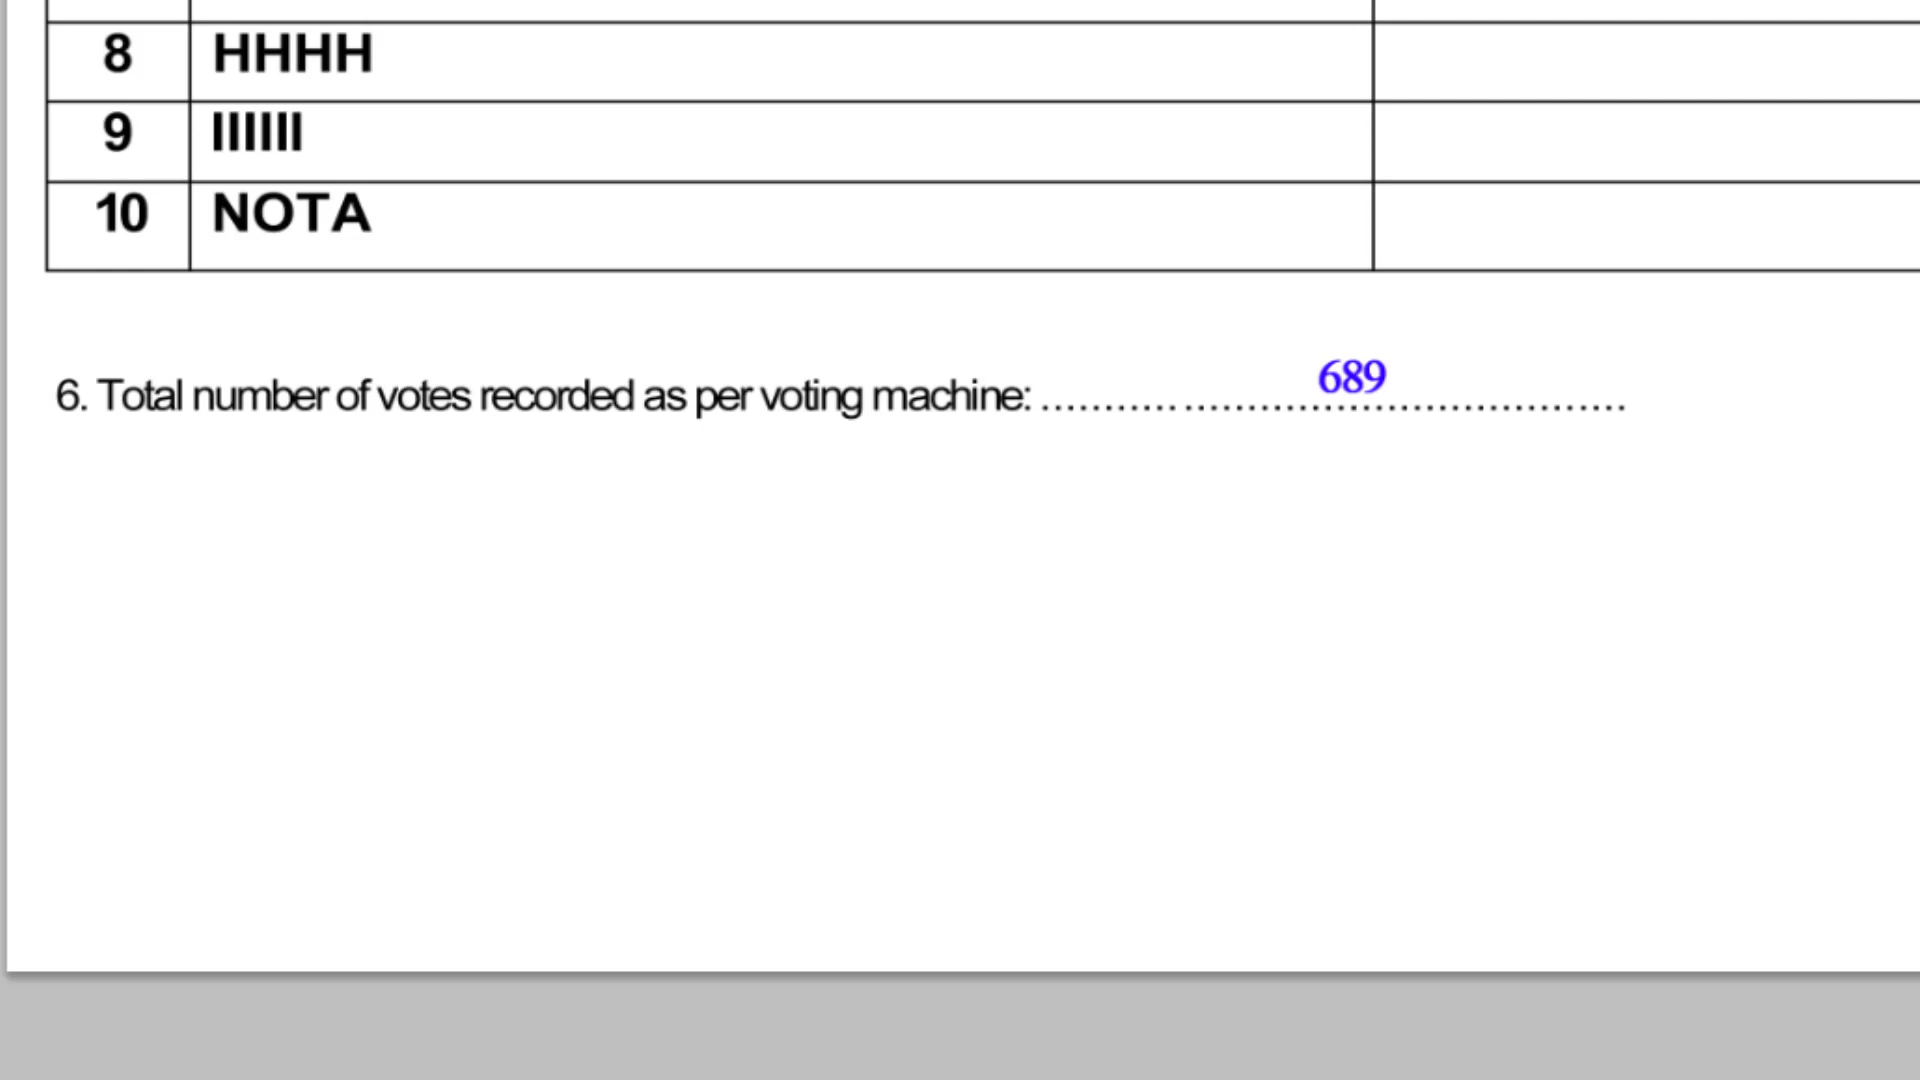 8 HHHH
9 IIIIII
10 NOTA
6. Total number of votes recorded as per voting machine: ............................................... 689